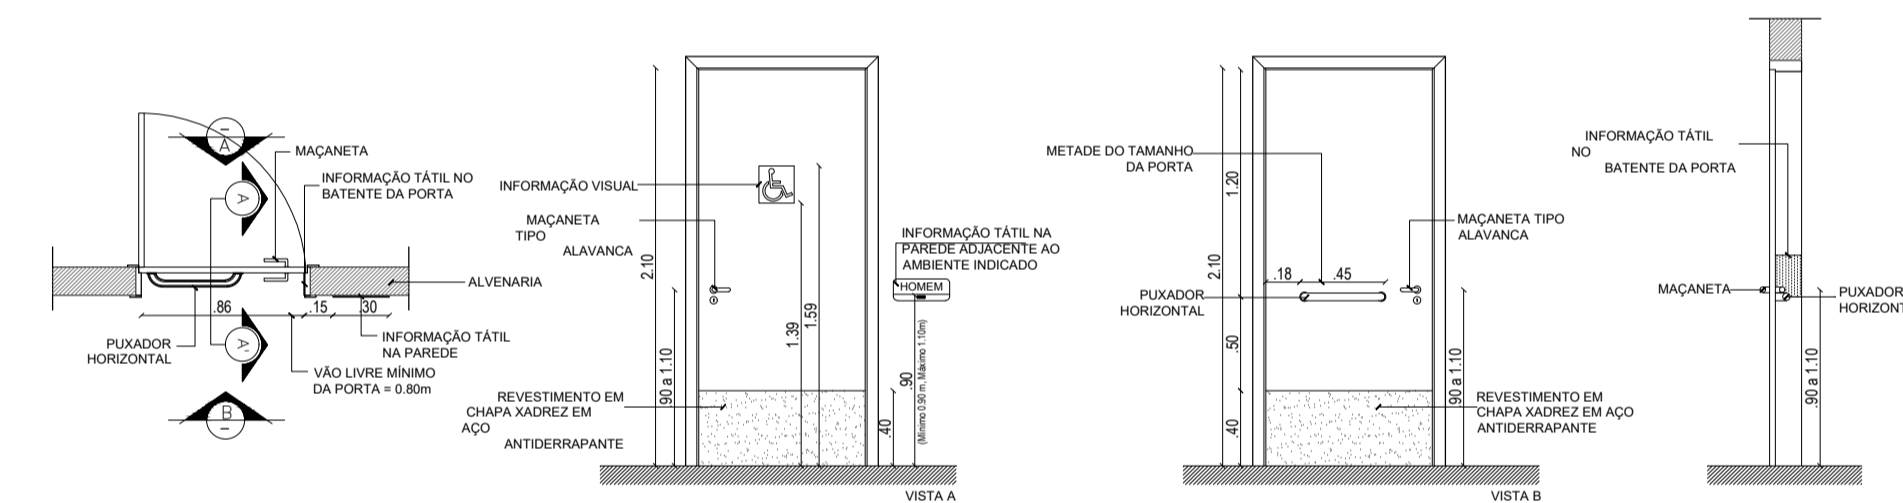 A
A
A'
B
MAÇANETA
INFORMAÇÃO TÁTIL NO
BATENTE DA PORTA
ALVENARIA
.86
.15
.30
PUXADOR
HORIZONTAL
INFORMAÇÃO TÁTIL
NA PAREDE
VÃO LIVRE MÍNIMO
DA PORTA = 0.80m
INFORMAÇÃO VISUAL
MAÇANETA
TIPO
ALAVANCA
2.10
.90 a 1.10
1.39
1.59
.40
.90
(Mínimo 0.90 m, Máximo 1.10m)
INFORMAÇÃO TÁTIL NA
PAREDE ADJACENTE AO
AMBIENTE INDICADO
HOMEM
REVESTIMENTO EM
CHAPA XADREZ EM
AÇO
ANTIDERRAPANTE
VISTA A
METADE DO TAMANHO
DA PORTA
2.10
1.20
.50
.40
.18
.45
MAÇANETA TIPO
ALAVANCA
PUXADOR
HORIZONTAL
.90 a 1.10
REVESTIMENTO EM
CHAPA XADREZ EM AÇO
ANTIDERRAPANTE
VISTA B
INFORMAÇÃO TÁTIL
NO
BATENTE DA PORTA
MAÇANETA
PUXADOR
HORIZONT
.90 a 1.10